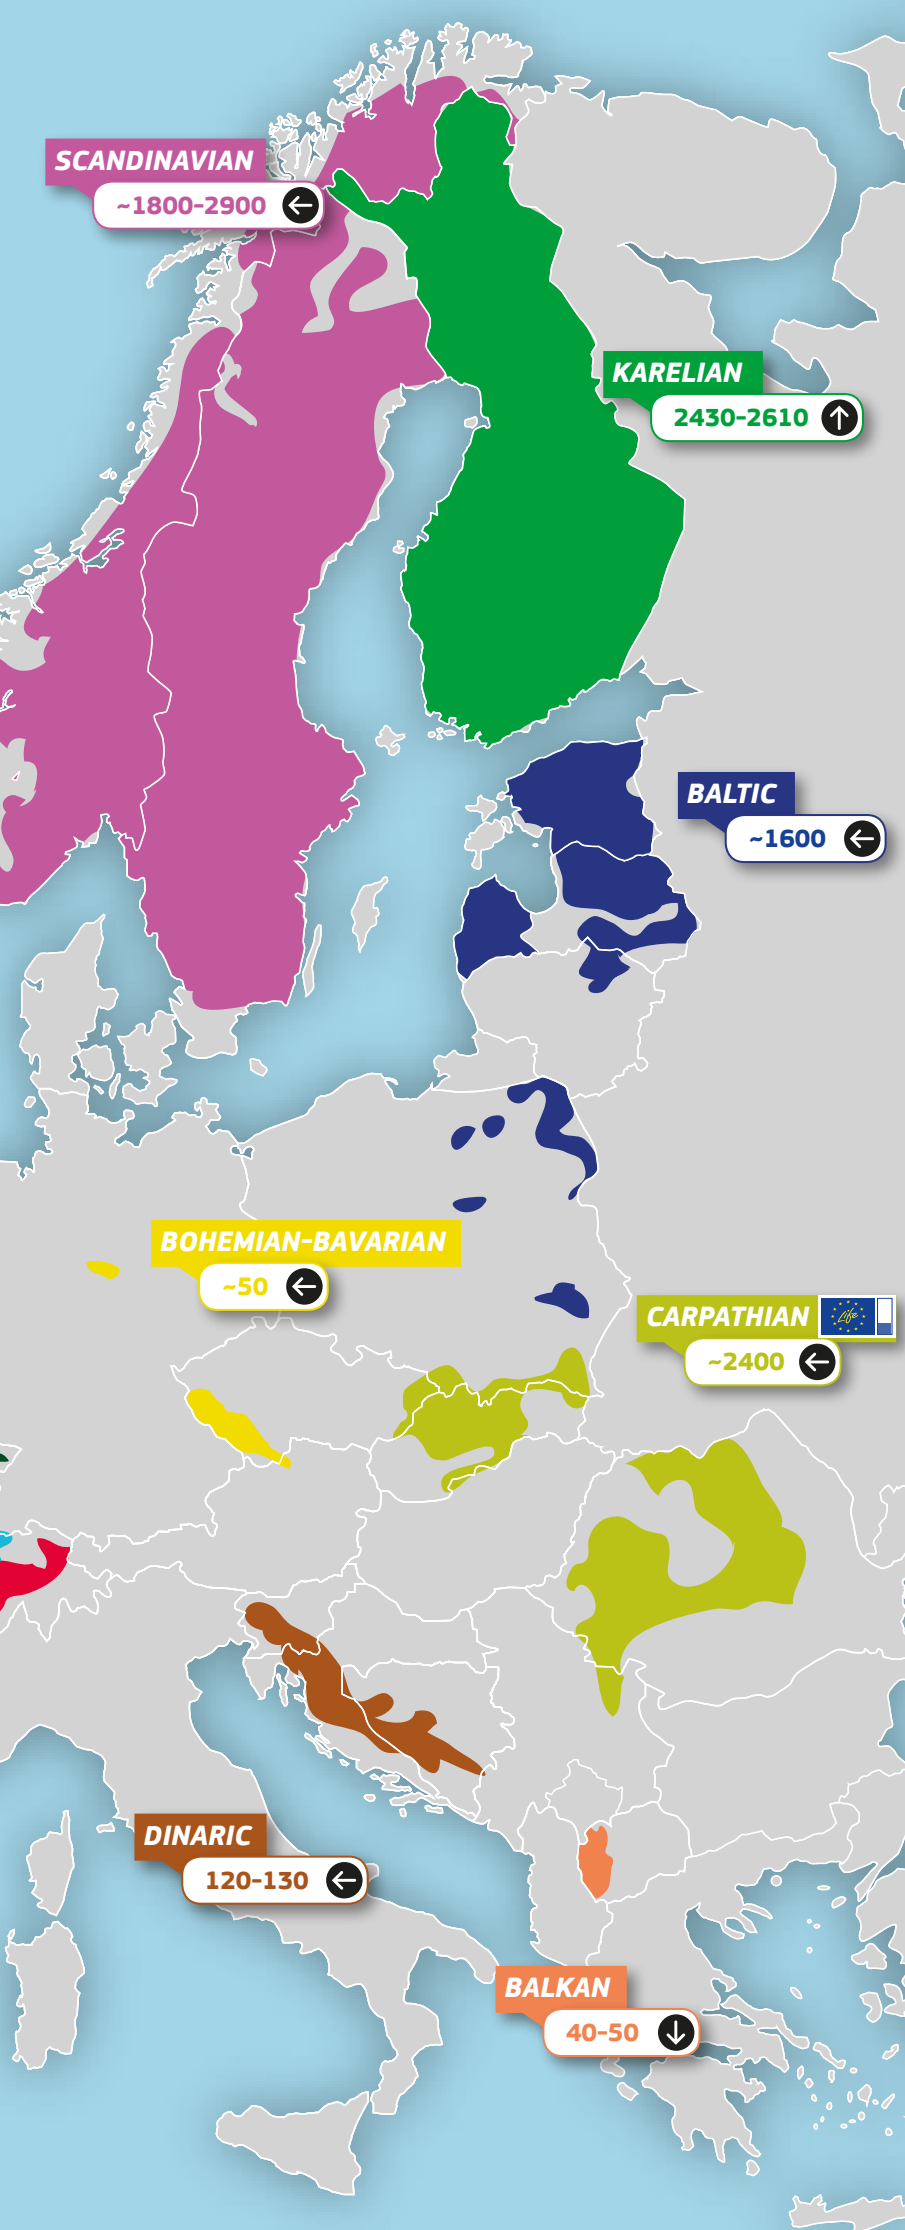 SCANDINAVIAN
~1800-2900
KARELIAN
2430-2610
BALTIC
~1600
BOHEMIAN-BAVARIAN
~50
CARPATHIAN
Life
~2400
DINARIC
120-130
BALKAN
40-50